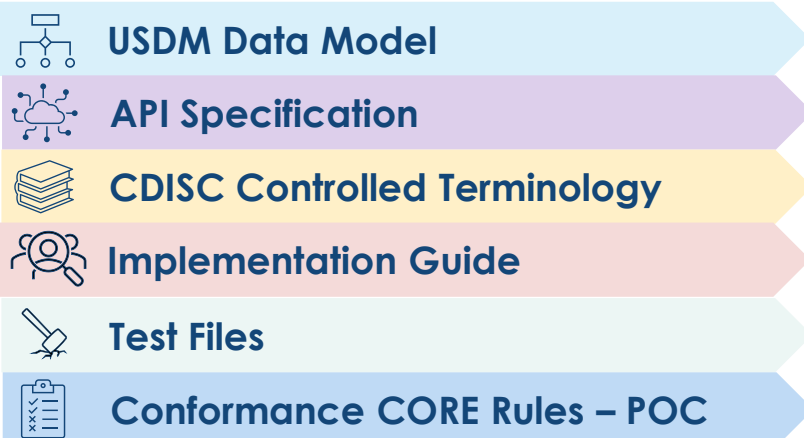 USDM Data Model
API Specification
CDISC Controlled Terminology
Implementation Guide
Test Files
Conformance CORE Rules – POC